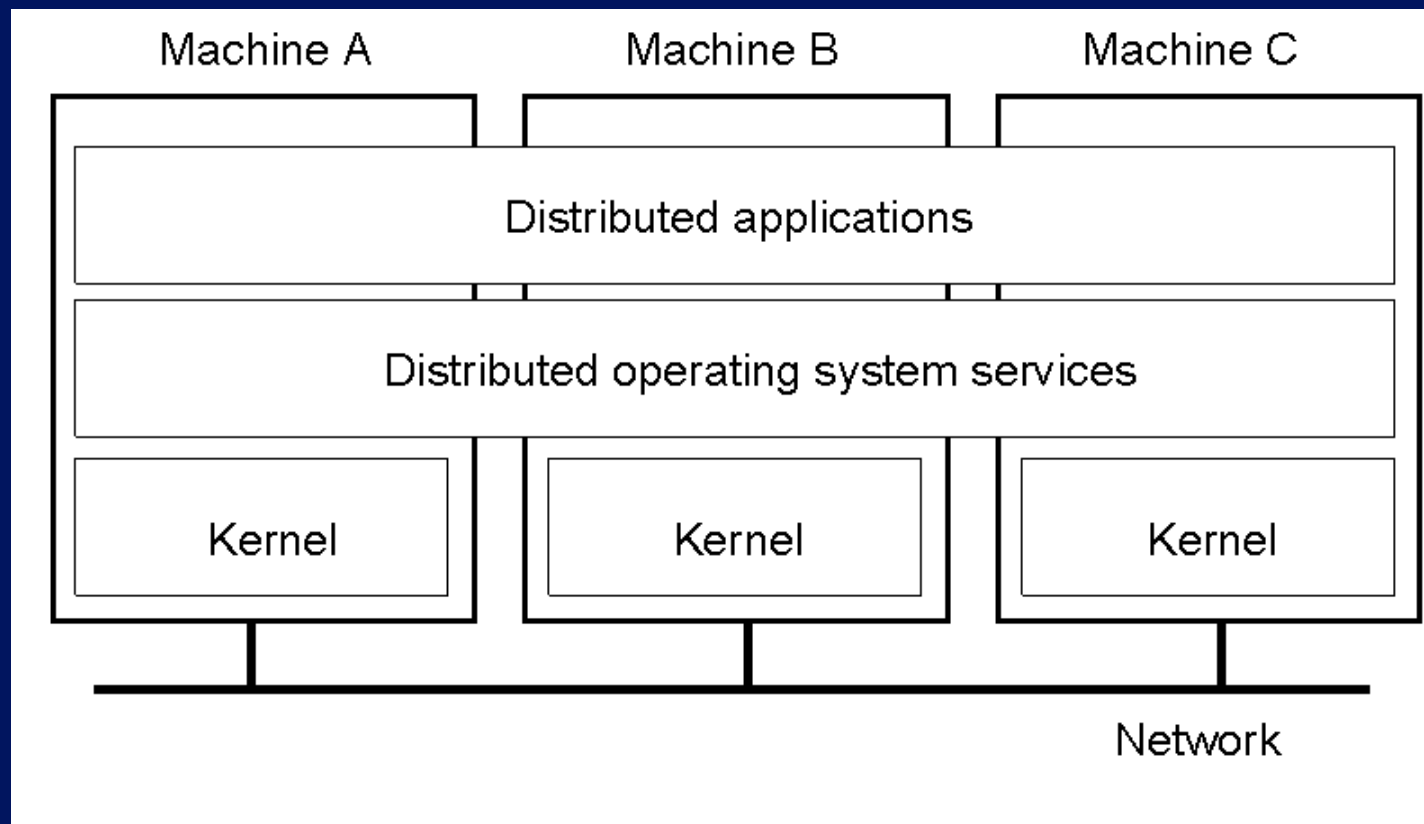 Machine A
Machine B
Machine C
Distributed applications
Distributed operating system services
Kernel
Kernel
Kernel
Network